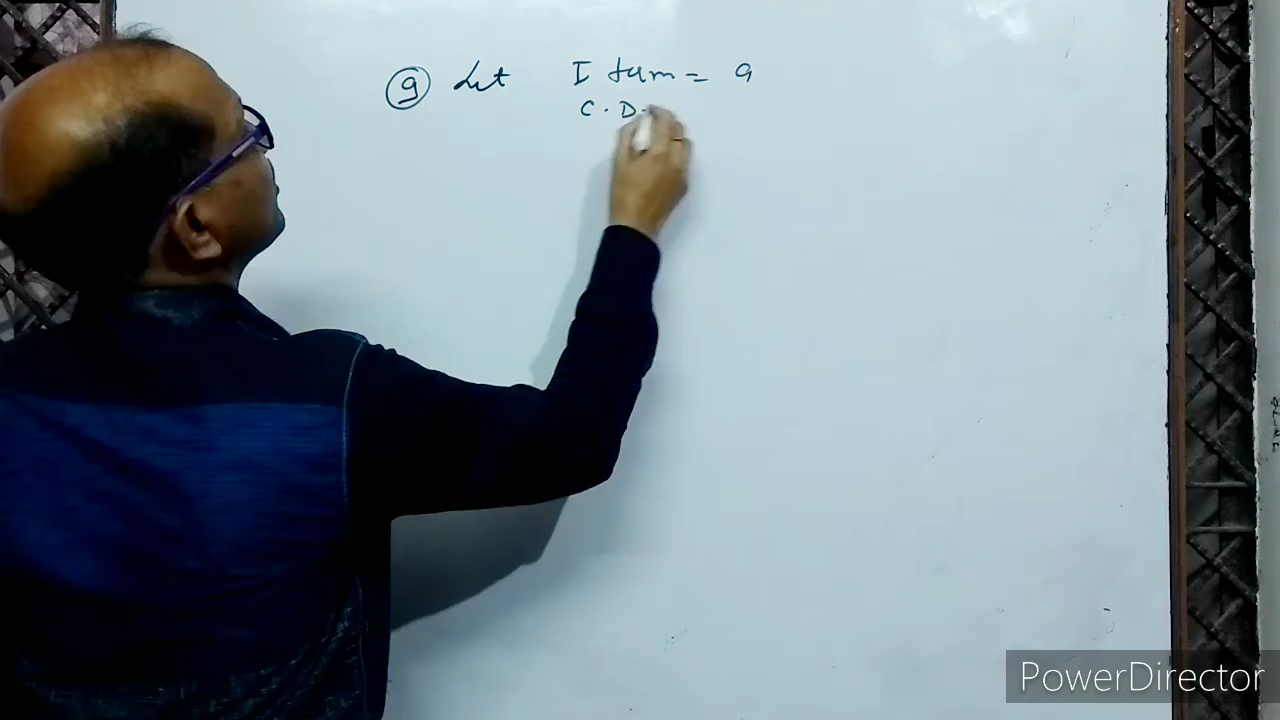 9 Let I term = a
C.D.
PowerDirector